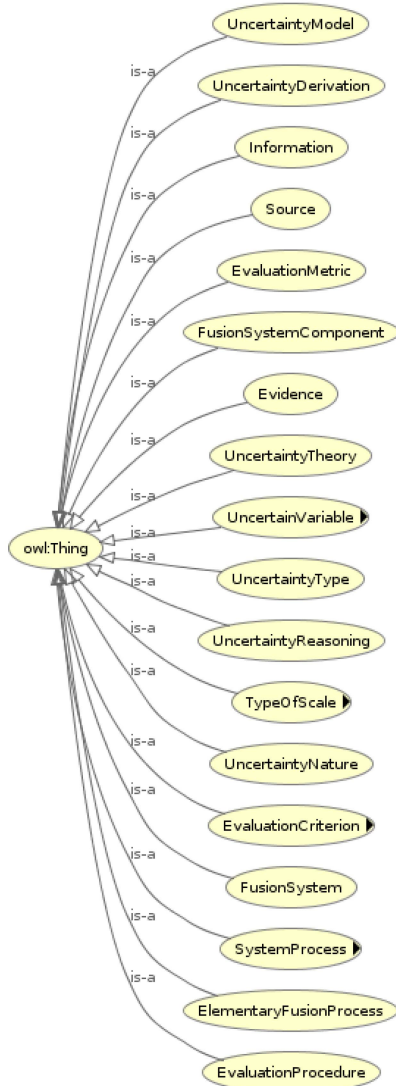 UncertaintyModel
is-a
UncertaintyDerivation
is-a
Information
is-a
Source
is-a
EvaluationMetric
is-a
FusionSystemComponent
is-a
Evidence
is-a
UncertaintyTheory
is-a
UncertainVariable
is-a
owl:Thing
is-a
UncertaintyType
is-a
UncertaintyReasoning
TypeOfScale
is-a
UncertaintyNature
is-a
EvaluationCriterion
is-a
FusionSystem
is-a
SystemProcess
is-a
ElementaryFusionProcess
is-a
EvaluationProcedure
is-a